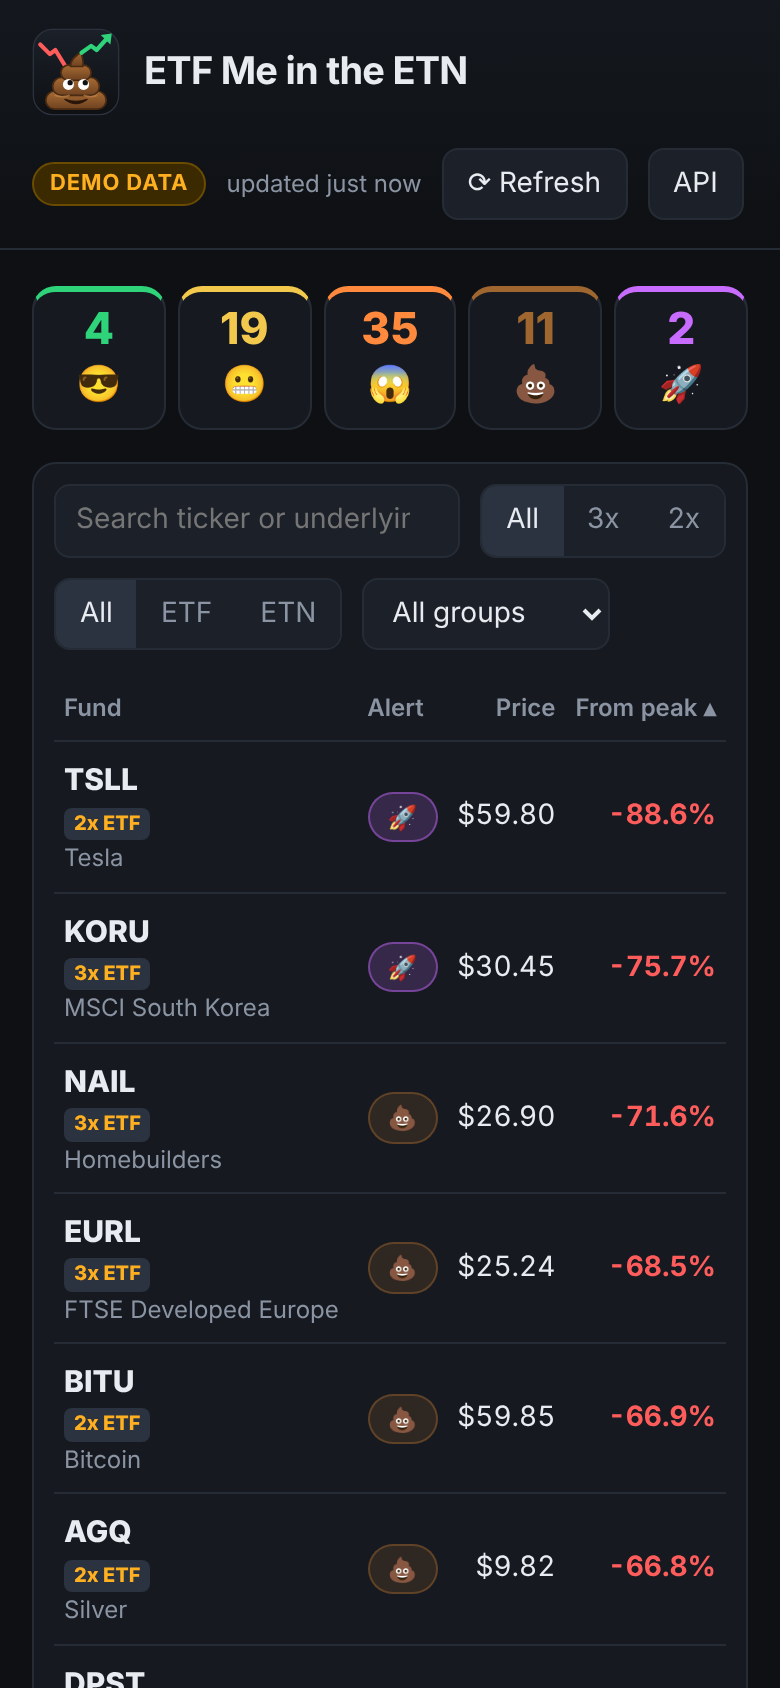 ETF Me in the ETN
DEMO DATA updated just now ⟳ Refresh API
4 19 35 11 2
😎 😬 😱 💩 🚀
Search ticker or underlyir All 3x 2x
All ETF ETN All groups
Fund Alert Price From peak ▲
TSLL
2x ETF
Tesla
🚀 $59.80 -88.6%
KORU
3x ETF
MSCI South Korea
🚀 $30.45 -75.7%
NAIL
3x ETF
Homebuilders
💩 $26.90 -71.6%
EURL
3x ETF
FTSE Developed Europe
💩 $25.24 -68.5%
BITU
2x ETF
Bitcoin
💩 $59.85 -66.9%
AGQ
2x ETF
Silver
💩 $9.82 -66.8%
DPST